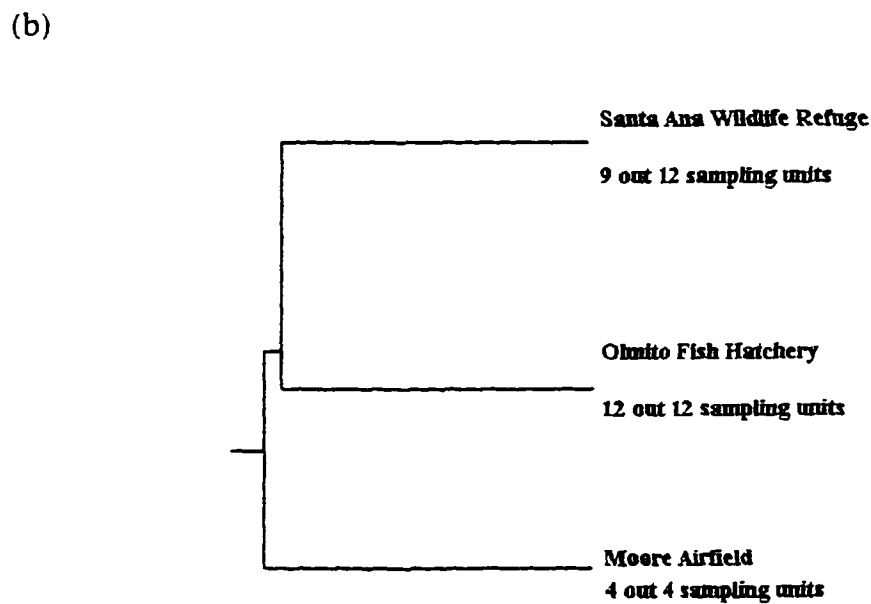 (b)
Santa Ana Wildlife Refuge
9 out 12 sampling units
Olmito Fish Hatchery
12 out 12 sampling units
Moore Airfield
4 out 4 sampling units